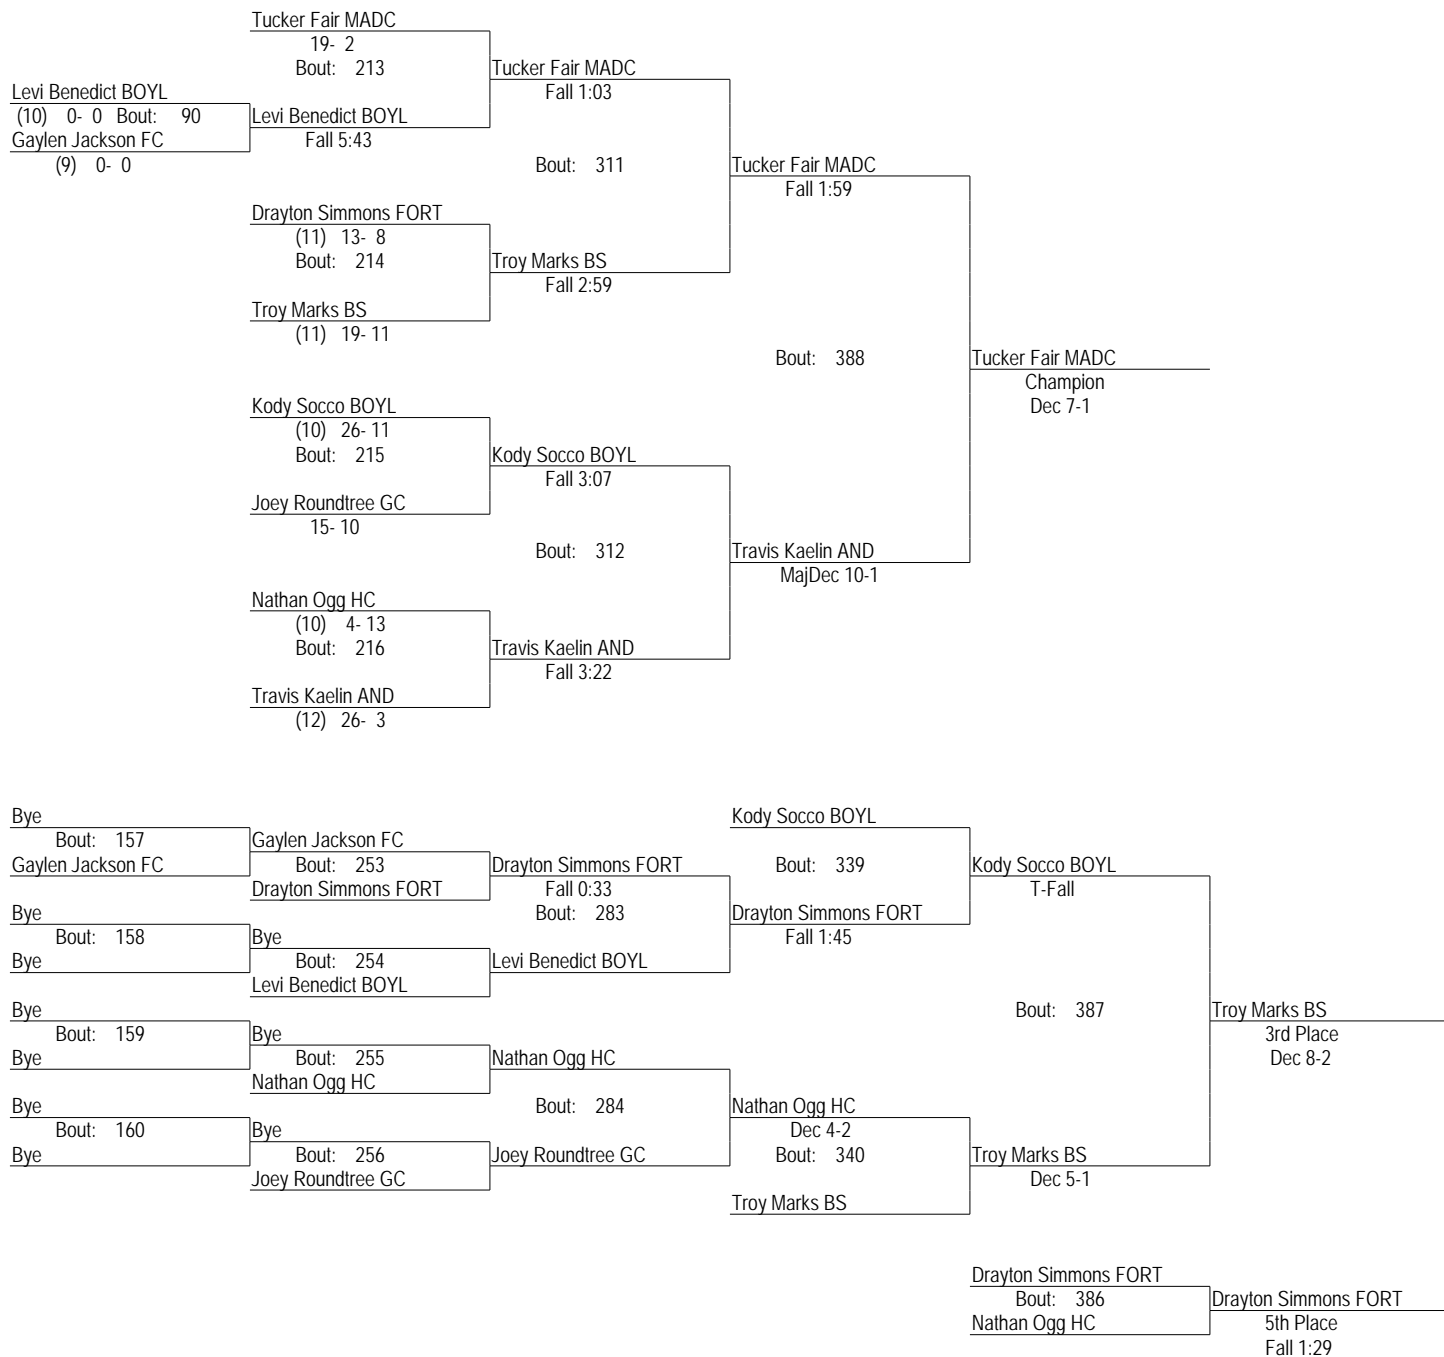 Tucker Fair MADC
19- 2
Bout: 213
Tucker Fair MADC
Fall 1:03
Levi Benedict BOYL
(10) 0- 0 Bout: 90
Levi Benedict BOYL
Fall 5:43
Gaylen Jackson FC
(9) 0- 0
Bout: 311
Tucker Fair MADC
Fall 1:59
Drayton Simmons FORT
(11) 13- 8
Bout: 214
Troy Marks BS
Fall 2:59
Troy Marks BS
(11) 19- 11
Bout: 388
Tucker Fair MADC
Champion
Dec 7-1
Kody Socco BOYL
(10) 26- 11
Bout: 215
Kody Socco BOYL
Fall 3:07
Joey Roundtree GC
15- 10
Bout: 312
Travis Kaelin AND
MajDec 10-1
Nathan Ogg HC
(10) 4- 13
Bout: 216
Travis Kaelin AND
Fall 3:22
Travis Kaelin AND
(12) 26- 3
Bye
Bout: 157
Gaylen Jackson FC
Gaylen Jackson FC
Bout: 253
Drayton Simmons FORT
Drayton Simmons FORT
Fall 0:33
Bout: 283
Kody Socco BOYL
Bout: 339
Kody Socco BOYL
T-Fall
Drayton Simmons FORT
Fall 1:45
Bye
Bout: 158
Bye
Bye
Bout: 254
Levi Benedict BOYL
Levi Benedict BOYL
Bye
Bout: 159
Bye
Bye
Bout: 255
Nathan Ogg HC
Nathan Ogg HC
Bout: 284
Bout: 387
Troy Marks BS
3rd Place
Dec 8-2
Bye
Bout: 160
Bye
Bye
Bout: 256
Joey Roundtree GC
Joey Roundtree GC
Nathan Ogg HC
Dec 4-2
Bout: 340
Troy Marks BS
Troy Marks BS
Dec 5-1
Drayton Simmons FORT
Bout: 386
Nathan Ogg HC
Drayton Simmons FORT
5th Place
Fall 1:29